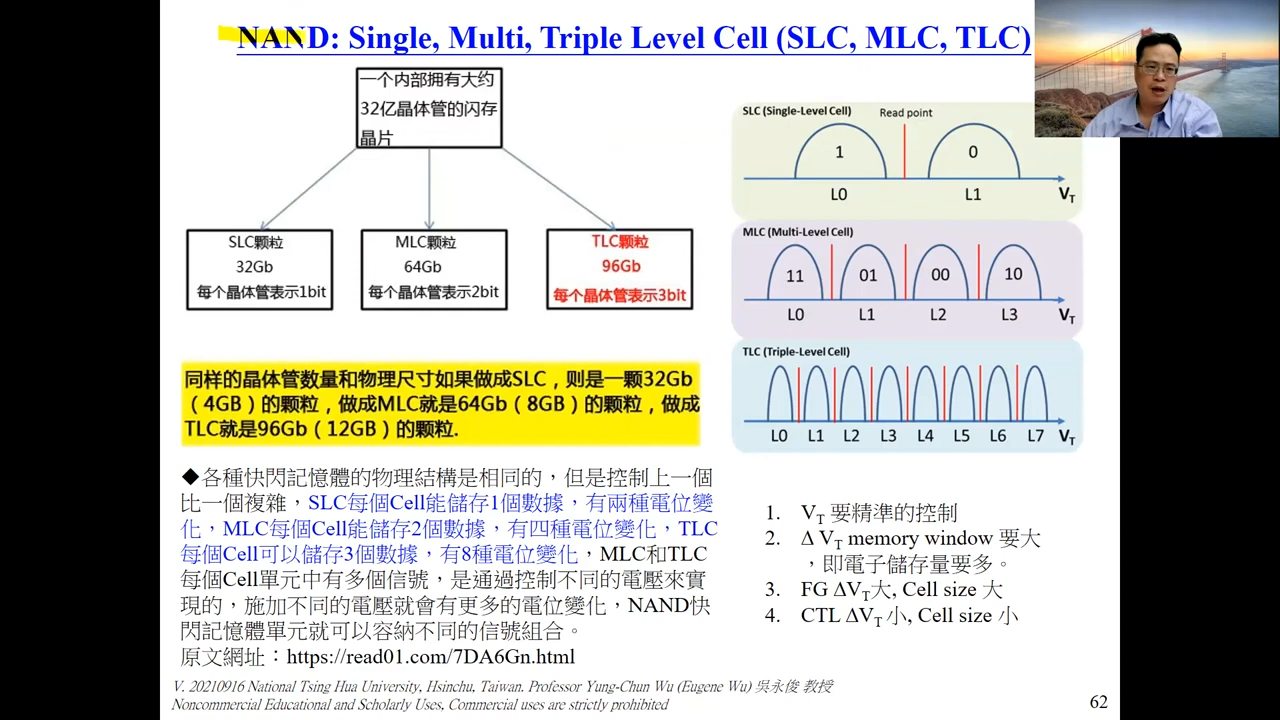 NAND: Single, Multi, Triple Level Cell (SLC, MLC, TLC)
一个内部拥有大约
32亿晶体管的闪存
晶片
SLC颗粒
32Gb
每个晶体管表示1bit
MLC颗粒
64Gb
每个晶体管表示2bit
TLC颗粒
96Gb
每个晶体管表示3bit
同样的晶体管数量和物理尺寸如果做成SLC，则是一颗32Gb
（4GB）的颗粒，做成MLC就是64Gb（8GB）的颗粒，做成
TLC就是96Gb（12GB）的颗粒.
◆各種快閃記憶體的物理結構是相同的，但是控制上一個
比一個複雜，SLC每個Cell能儲存1個數據，有兩種電位變
化，MLC每個Cell能儲存2個數據，有四種電位變化，TLC
每個Cell可以儲存3個數據，有8種電位變化，MLC和TLC
每個Cell單元中有多個信號，是通過控制不同的電壓來實
現的，施加不同的電壓就會有更多的電位變化，NAND快
閃記憶體單元就可以容納不同的信號組合。
原文網址：https://read01.com/7DA6Gn.html
SLC (Single-Level Cell)
Read point
1 0
L0 L1 VT
MLC (Multi-Level Cell)
11 01 00 10
L0 L1 L2 L3 VT
TLC (Triple-Level Cell)
L0 L1 L2 L3 L4 L5 L6 L7 VT
1. VT 要精準的控制
2. Δ VT memory window 要大
，即電子儲存量要多。
3. FG ΔVT大, Cell size 大
4. CTL ΔVT 小, Cell size 小
V. 20210916 National Tsing Hua University, Hsinchu, Taiwan. Professor Yung-Chun Wu (Eugene Wu) 吳永俊 教授
Noncommercial Educational and Scholarly Uses, Commercial uses are strictly prohibited
62